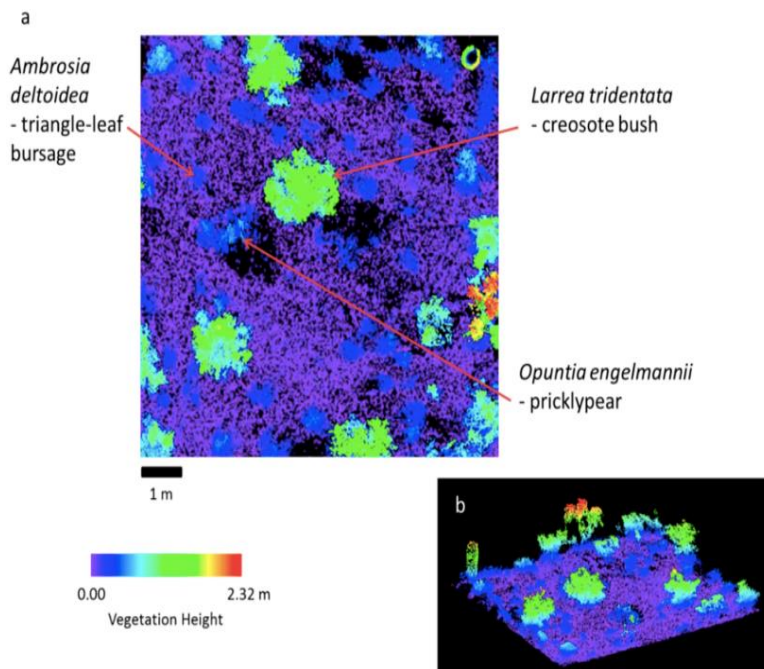 a
Ambrosia
deltoidea
- triangle-leaf
bursage
Larrea tridentata
- creosote bush
Opuntia engelmannii
- pricklypear
1 m
0.00
2.32 m
Vegetation Height
b